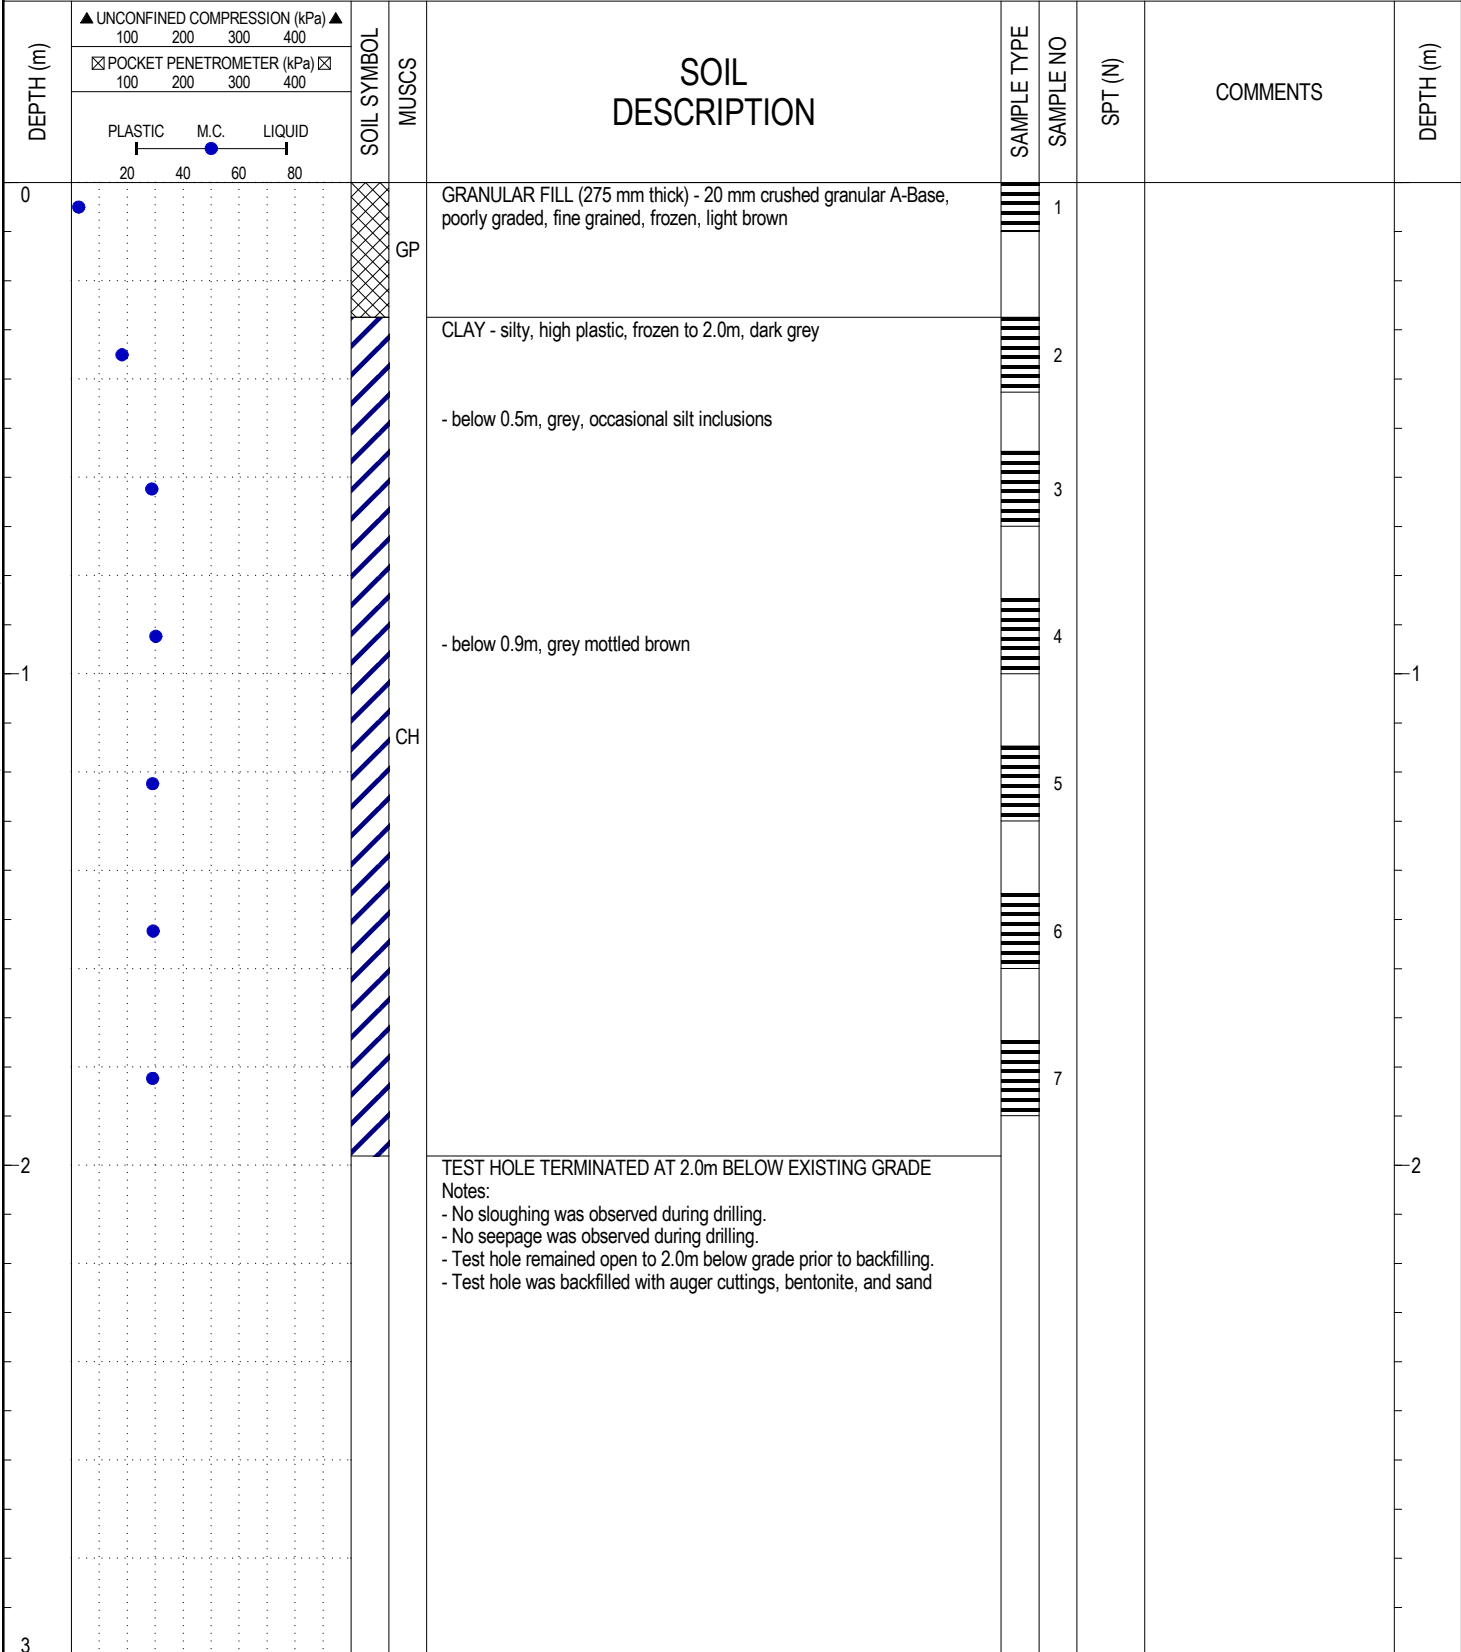 DEPTH (m)
▲ UNCONFINED COMPRESSION (kPa) ▲
100 200 300 400
☒ POCKET PENETROMETER (kPa) ☒
100 200 300 400
PLASTIC M.C. LIQUID
20 40 60 80
SOIL SYMBOL
MUSCS
SOIL
DESCRIPTION
SAMPLE TYPE
SAMPLE NO
SPT (N)
COMMENTS
DEPTH (m)
0
GRANULAR FILL (275 mm thick) - 20 mm crushed granular A-Base,
poorly graded, fine grained, frozen, light brown
1
GP
CLAY - silty, high plastic, frozen to 2.0m, dark grey
2
- below 0.5m, grey, occasional silt inclusions
3
- below 0.9m, grey mottled brown
4
1
1
CH
5
6
7
2
TEST HOLE TERMINATED AT 2.0m BELOW EXISTING GRADE
2
Notes:
- No sloughing was observed during drilling.
- No seepage was observed during drilling.
- Test hole remained open to 2.0m below grade prior to backfilling.
- Test hole was backfilled with auger cuttings, bentonite, and sand
3